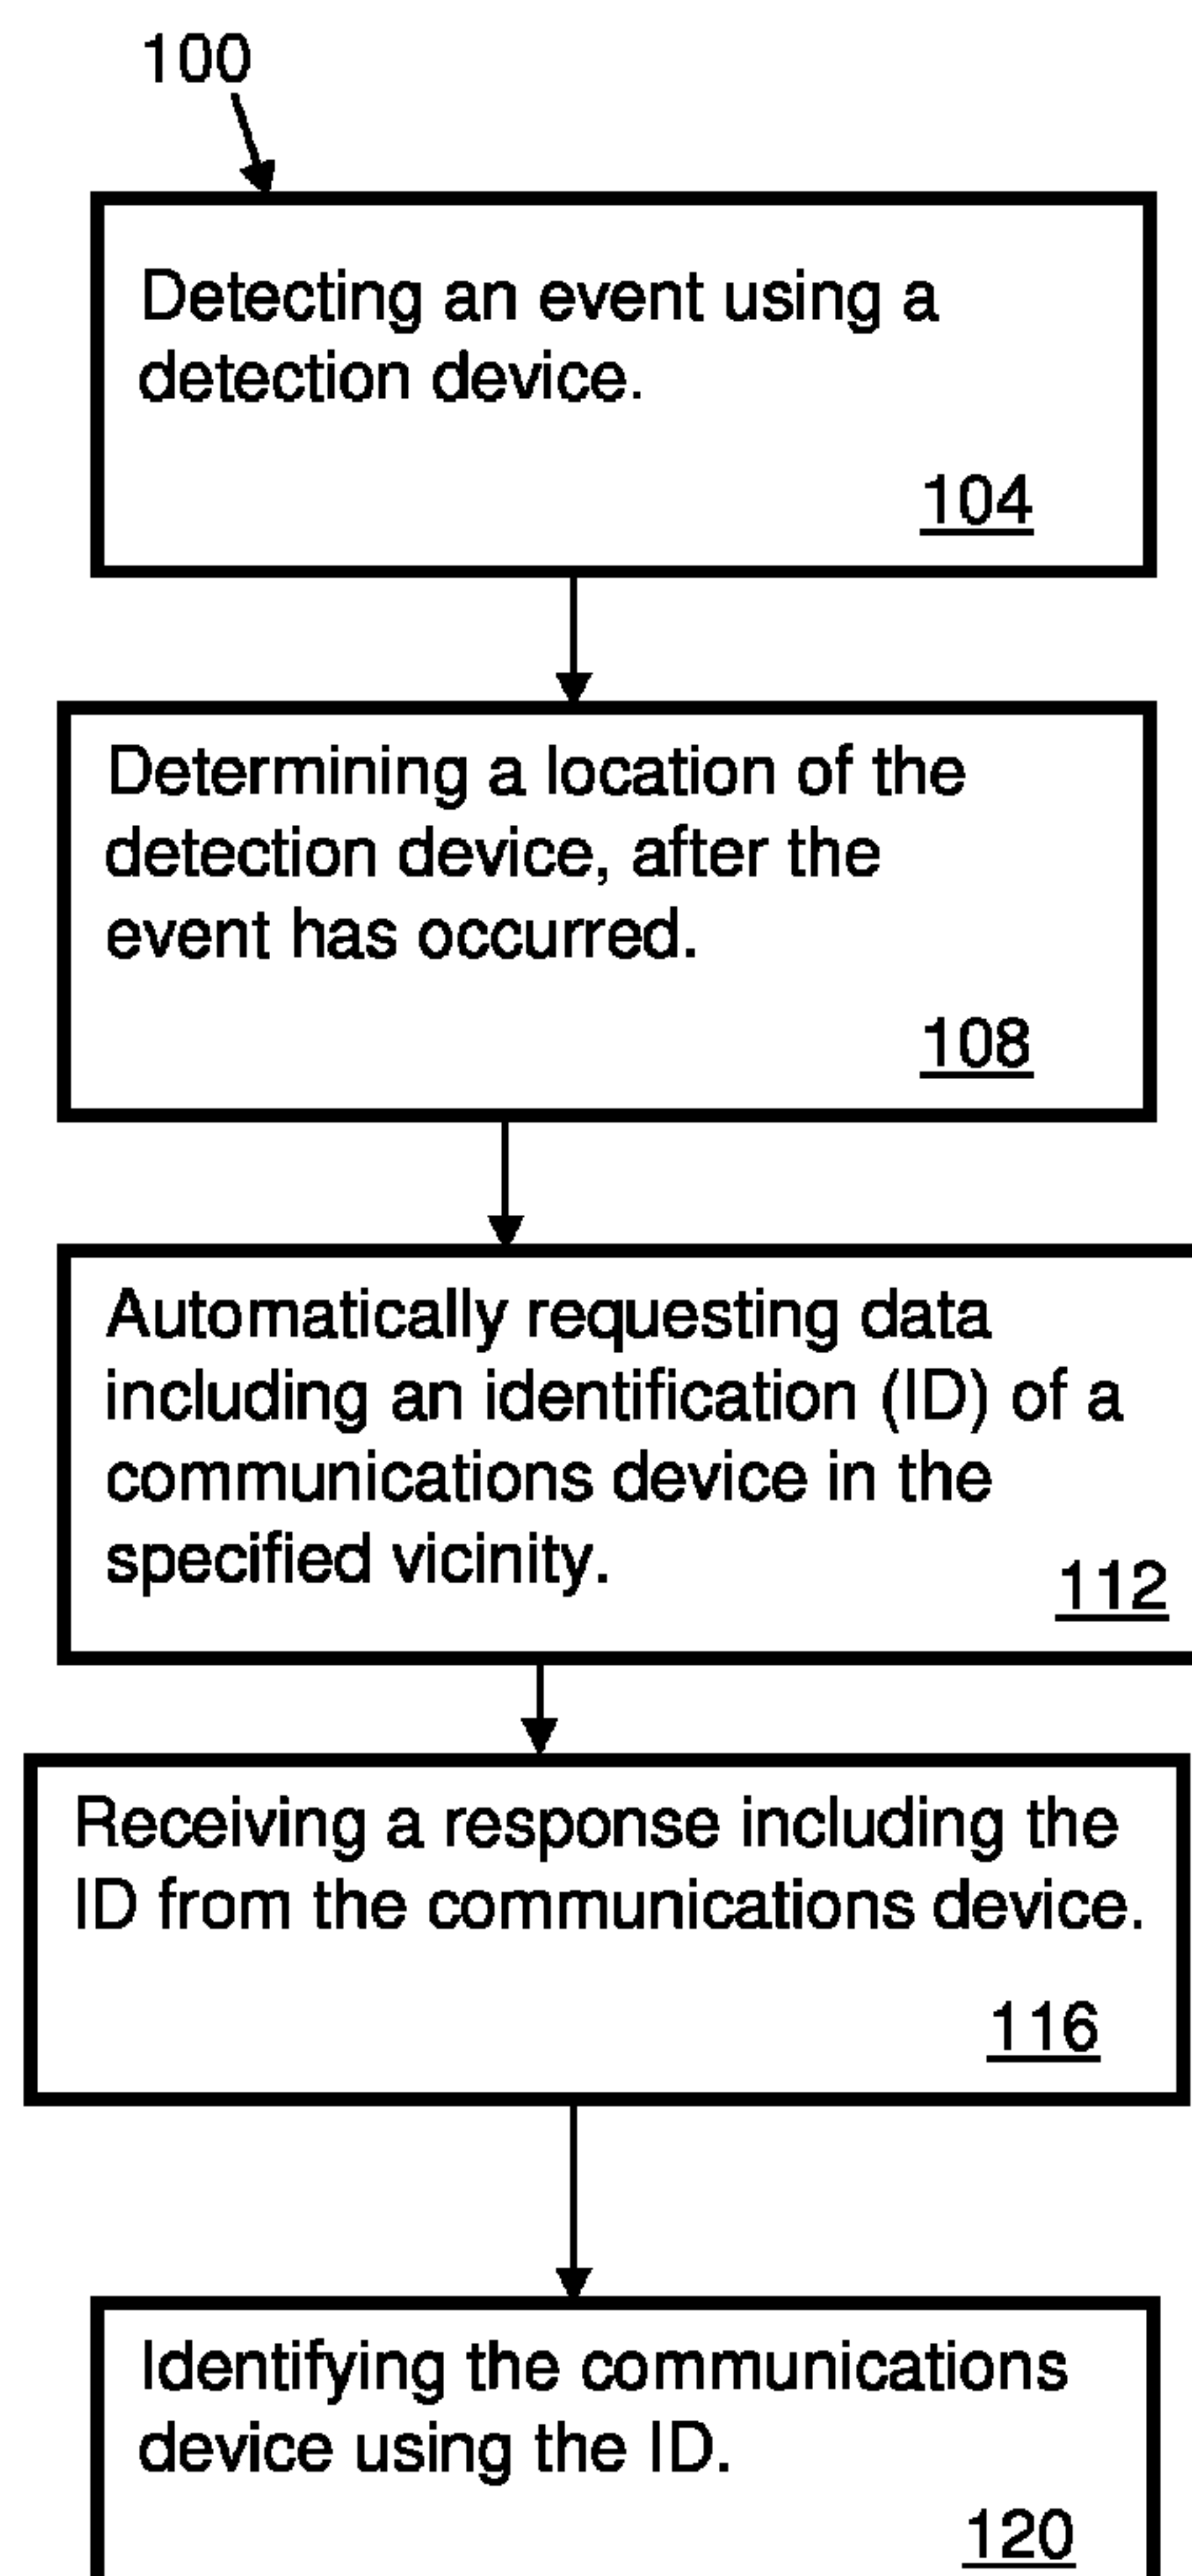 100
Detecting an event using a
detection device.
104
Determining a location of the
detection device, after the
event has occurred.
108
Automatically requesting data
including an identification (ID) of a
communications device in the
specified vicinity.
112
Receiving a response including the
ID from the communications device.
116
Identifying the communications
device using the ID.
120